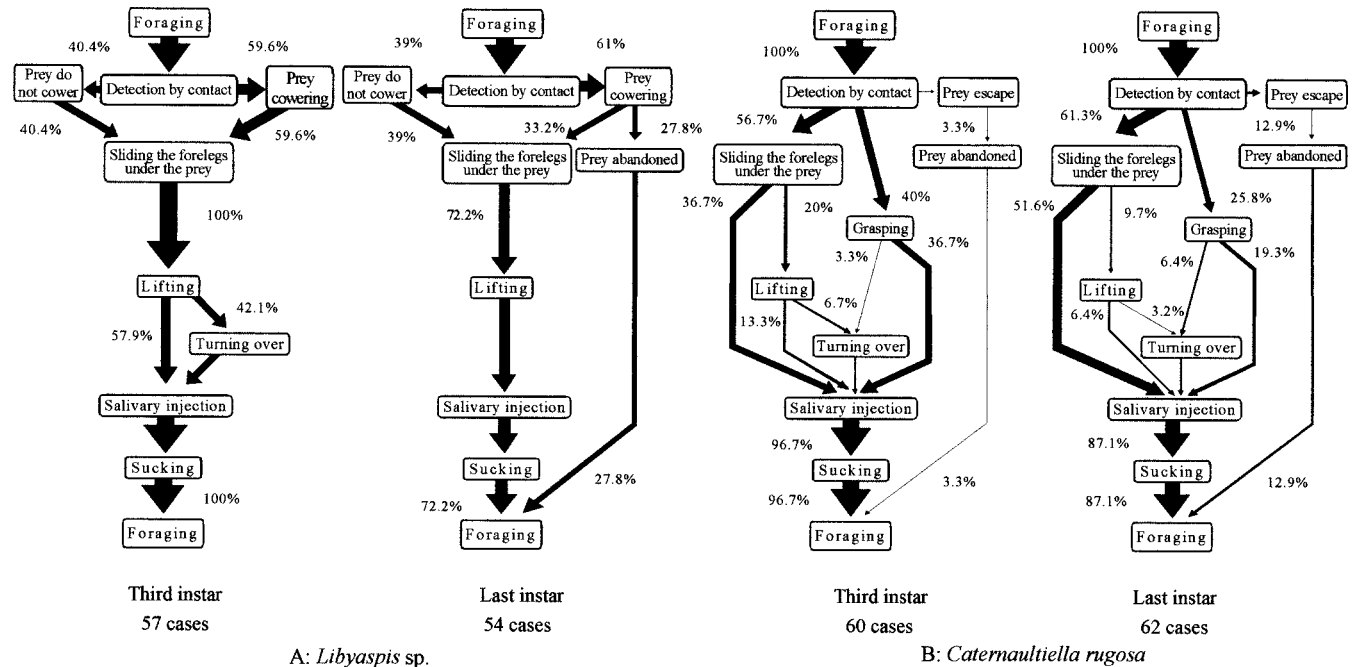 Foraging
40.4%
59.6%
Prey do
not cower
Detection by contact
Prey
cowering
40.4%
59.6%
Sliding the forelegs
under the prey
100%
Lifting
42.1%
57.9%
Turning over
Salivary injection
Sucking
100%
Foraging
Third instar
57 cases
Foraging
39%
61%
Prey do
not cower
Detection by contact
Prey
cowering
39%
33.2%
27.8%
Sliding the forelegs
under the prey
Prey abandoned
72.2%
Lifting
Salivary injection
Sucking
72.2%
27.8%
Foraging
Last instar
54 cases
A: Libyaspis sp.
Foraging
100%
Detection by contact
Prey escape
56.7%
3.3%
Sliding the forelegs
under the prey
Prey abandoned
36.7%
20%
40%
Grasping
36.7%
3.3%
Lifting
6.7%
13.3%
Turning over
Salivary injection
96.7%
Sucking
96.7%
3.3%
Foraging
Third instar
60 cases
Foraging
100%
Detection by contact
Prey escape
61.3%
12.9%
Sliding the forelegs
under the prey
Prey abandoned
51.6%
9.7%
25.8%
Grasping
19.3%
6.4%
Lifting
3.2%
6.4%
Turning over
Salivary injection
87.1%
Sucking
87.1%
12.9%
Foraging
Last instar
62 cases
B: Caternaultiella rugosa